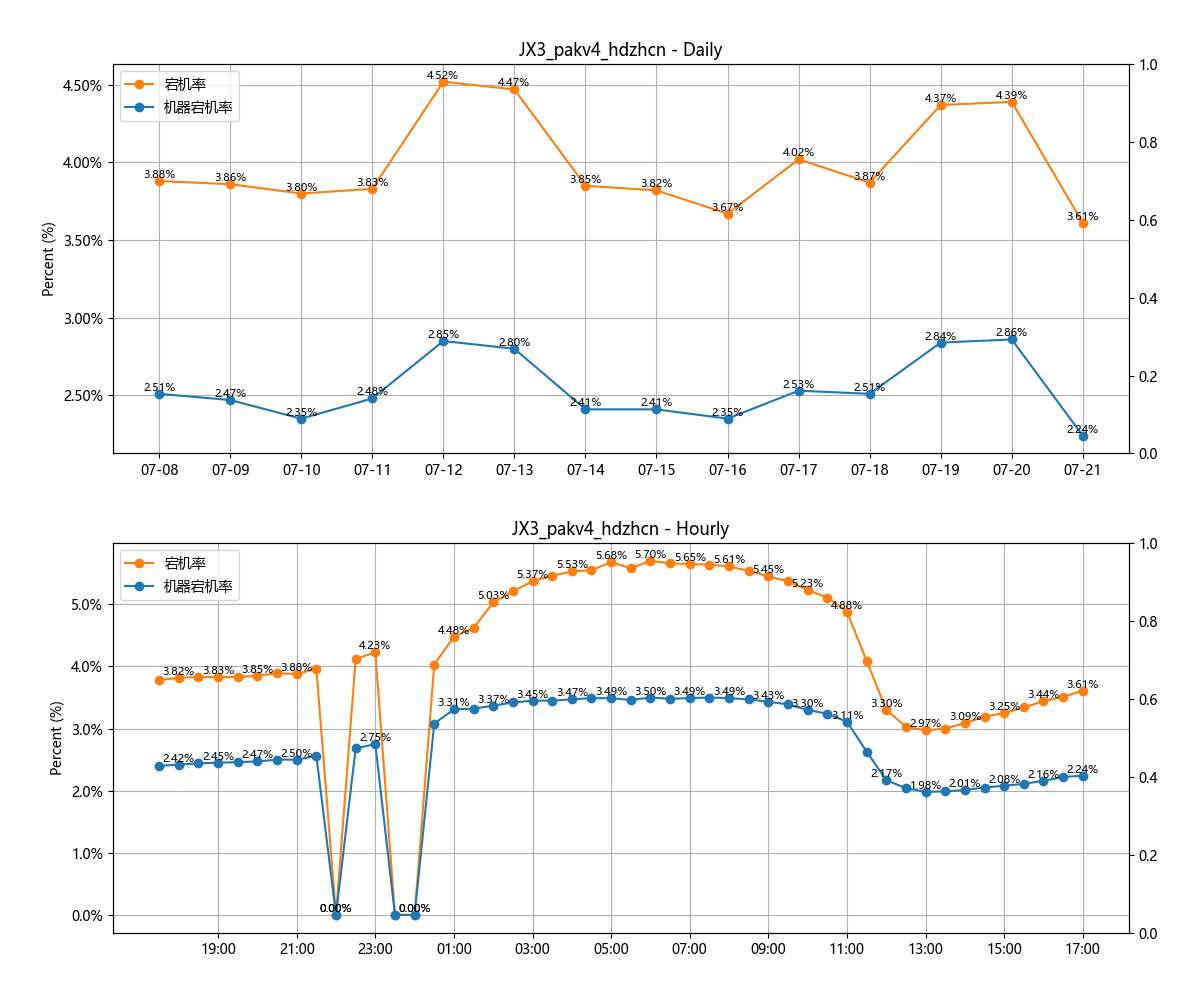 JX3_pakv4_hdzhcn - Daily
宕机率
机器宕机率
Percent (%)
4.50%
4.00%
3.50%
3.00%
2.50%
1.0
0.8
0.6
0.4
0.2
0.0
3.88% 3.86% 3.80% 3.83% 4.52% 4.47% 3.85% 3.82% 3.67% 4.02% 3.87% 4.37% 4.39% 3.61%
2.51% 2.47% 2.35% 2.48% 2.85% 2.80% 2.41% 2.41% 2.35% 2.53% 2.51% 2.84% 2.86% 2.24%
07-08 07-09 07-10 07-11 07-12 07-13 07-14 07-15 07-16 07-17 07-18 07-19 07-20 07-21
JX3_pakv4_hdzhcn - Hourly
宕机率
机器宕机率
Percent (%)
5.0%
4.0%
3.0%
2.0%
1.0%
0.0%
1.0
0.8
0.6
0.4
0.2
0.0
3.82% 3.83% 3.85% 3.88% 0.00% 4.23% 0.00% 4.48% 5.03% 5.37% 5.53% 5.68% 5.70% 5.65% 5.61% 5.45% 5.23% 4.88% 3.30% 2.97% 3.09% 3.25% 3.44% 3.61%
2.42% 2.45% 2.47% 2.50% 0.00% 2.75% 0.00% 3.31% 3.37% 3.45% 3.47% 3.49% 3.50% 3.49% 3.49% 3.43% 3.30% 3.11% 2.17% 1.98% 2.01% 2.08% 2.16% 2.24%
19:00 21:00 23:00 01:00 03:00 05:00 07:00 09:00 11:00 13:00 15:00 17:00